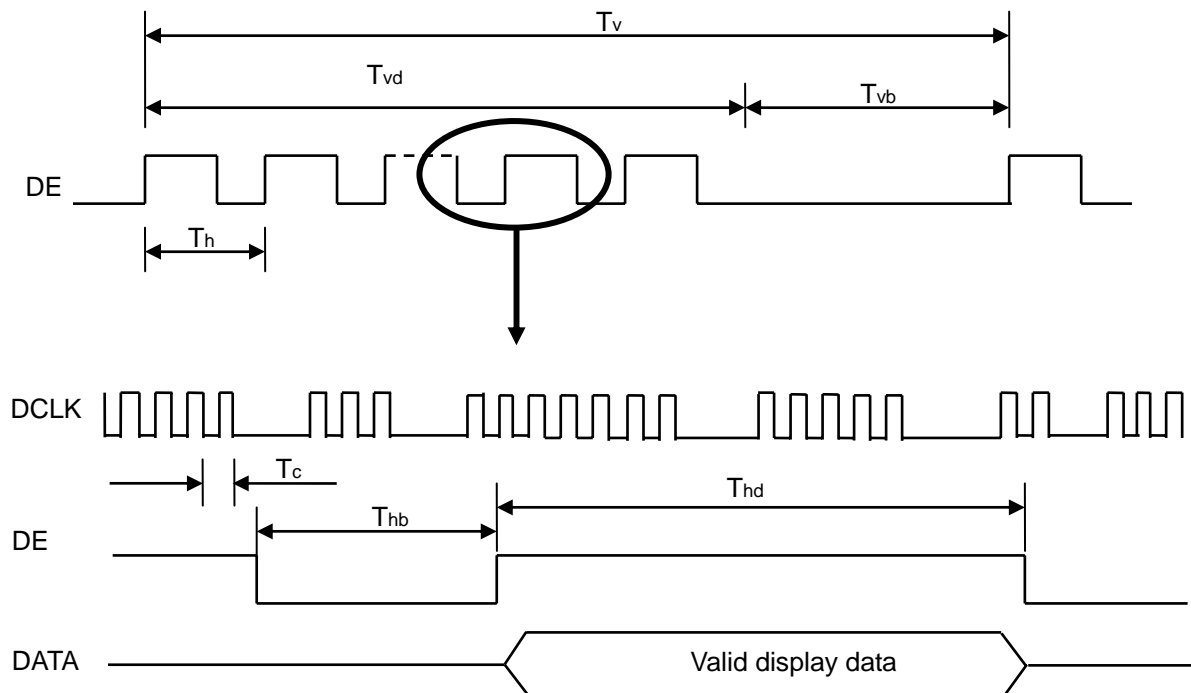 Tv
Tvd
Tvb
DE
Th
DCLK
Tc
Thd
Thb
DE
DATA
Valid display data